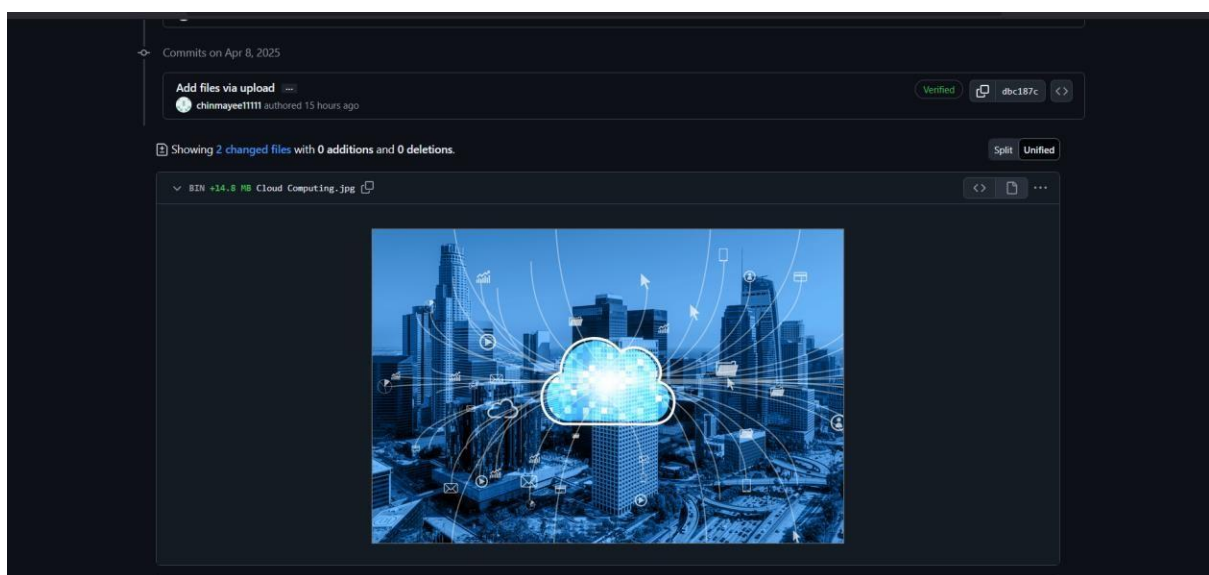 Commits on Apr 8, 2025
Add files via upload
chinmayee11111 authored 15 hours ago
Verified
dbc187c
Showing 2 changed files with 0 additions and 0 deletions.
Split Unified
BIN +14.8 MB Cloud Computing.jpg